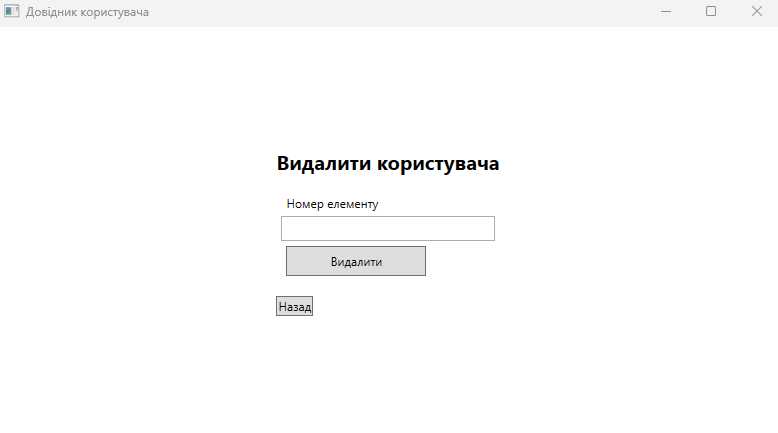 Довідник користувача
Видалити користувача
Номер елементу
Видалити
Назад